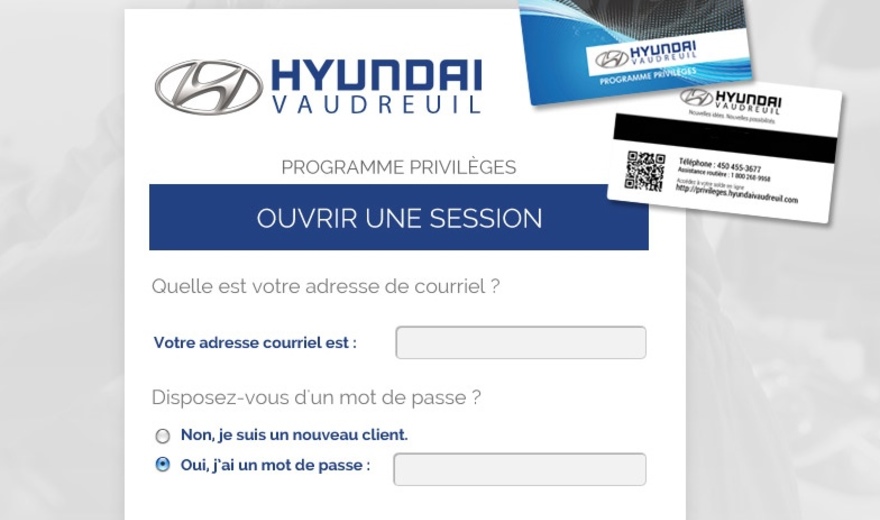 HYUNDAI
VAUDREUIL
PROGRAMME PRIVILÈGES
OUVRIR UNE SESSION
Quelle est votre adresse de courriel ?
Votre adresse courriel est :
Disposez-vous d'un mot de passe ?
Non, je suis un nouveau client.
Oui, j'ai un mot de passe :
HYUNDAI
VAUDREUIL
PROGRAMME PRIVILÈGES
HYUNDAI
VAUDREUIL
Nouvelles idées. Nouvelles possibilités
Téléphone : 450 455-3677
Assistance routière : 1 800 268-9958
Accédez à votre solde en ligne
http://privileges.hyundaivaudreuil.com